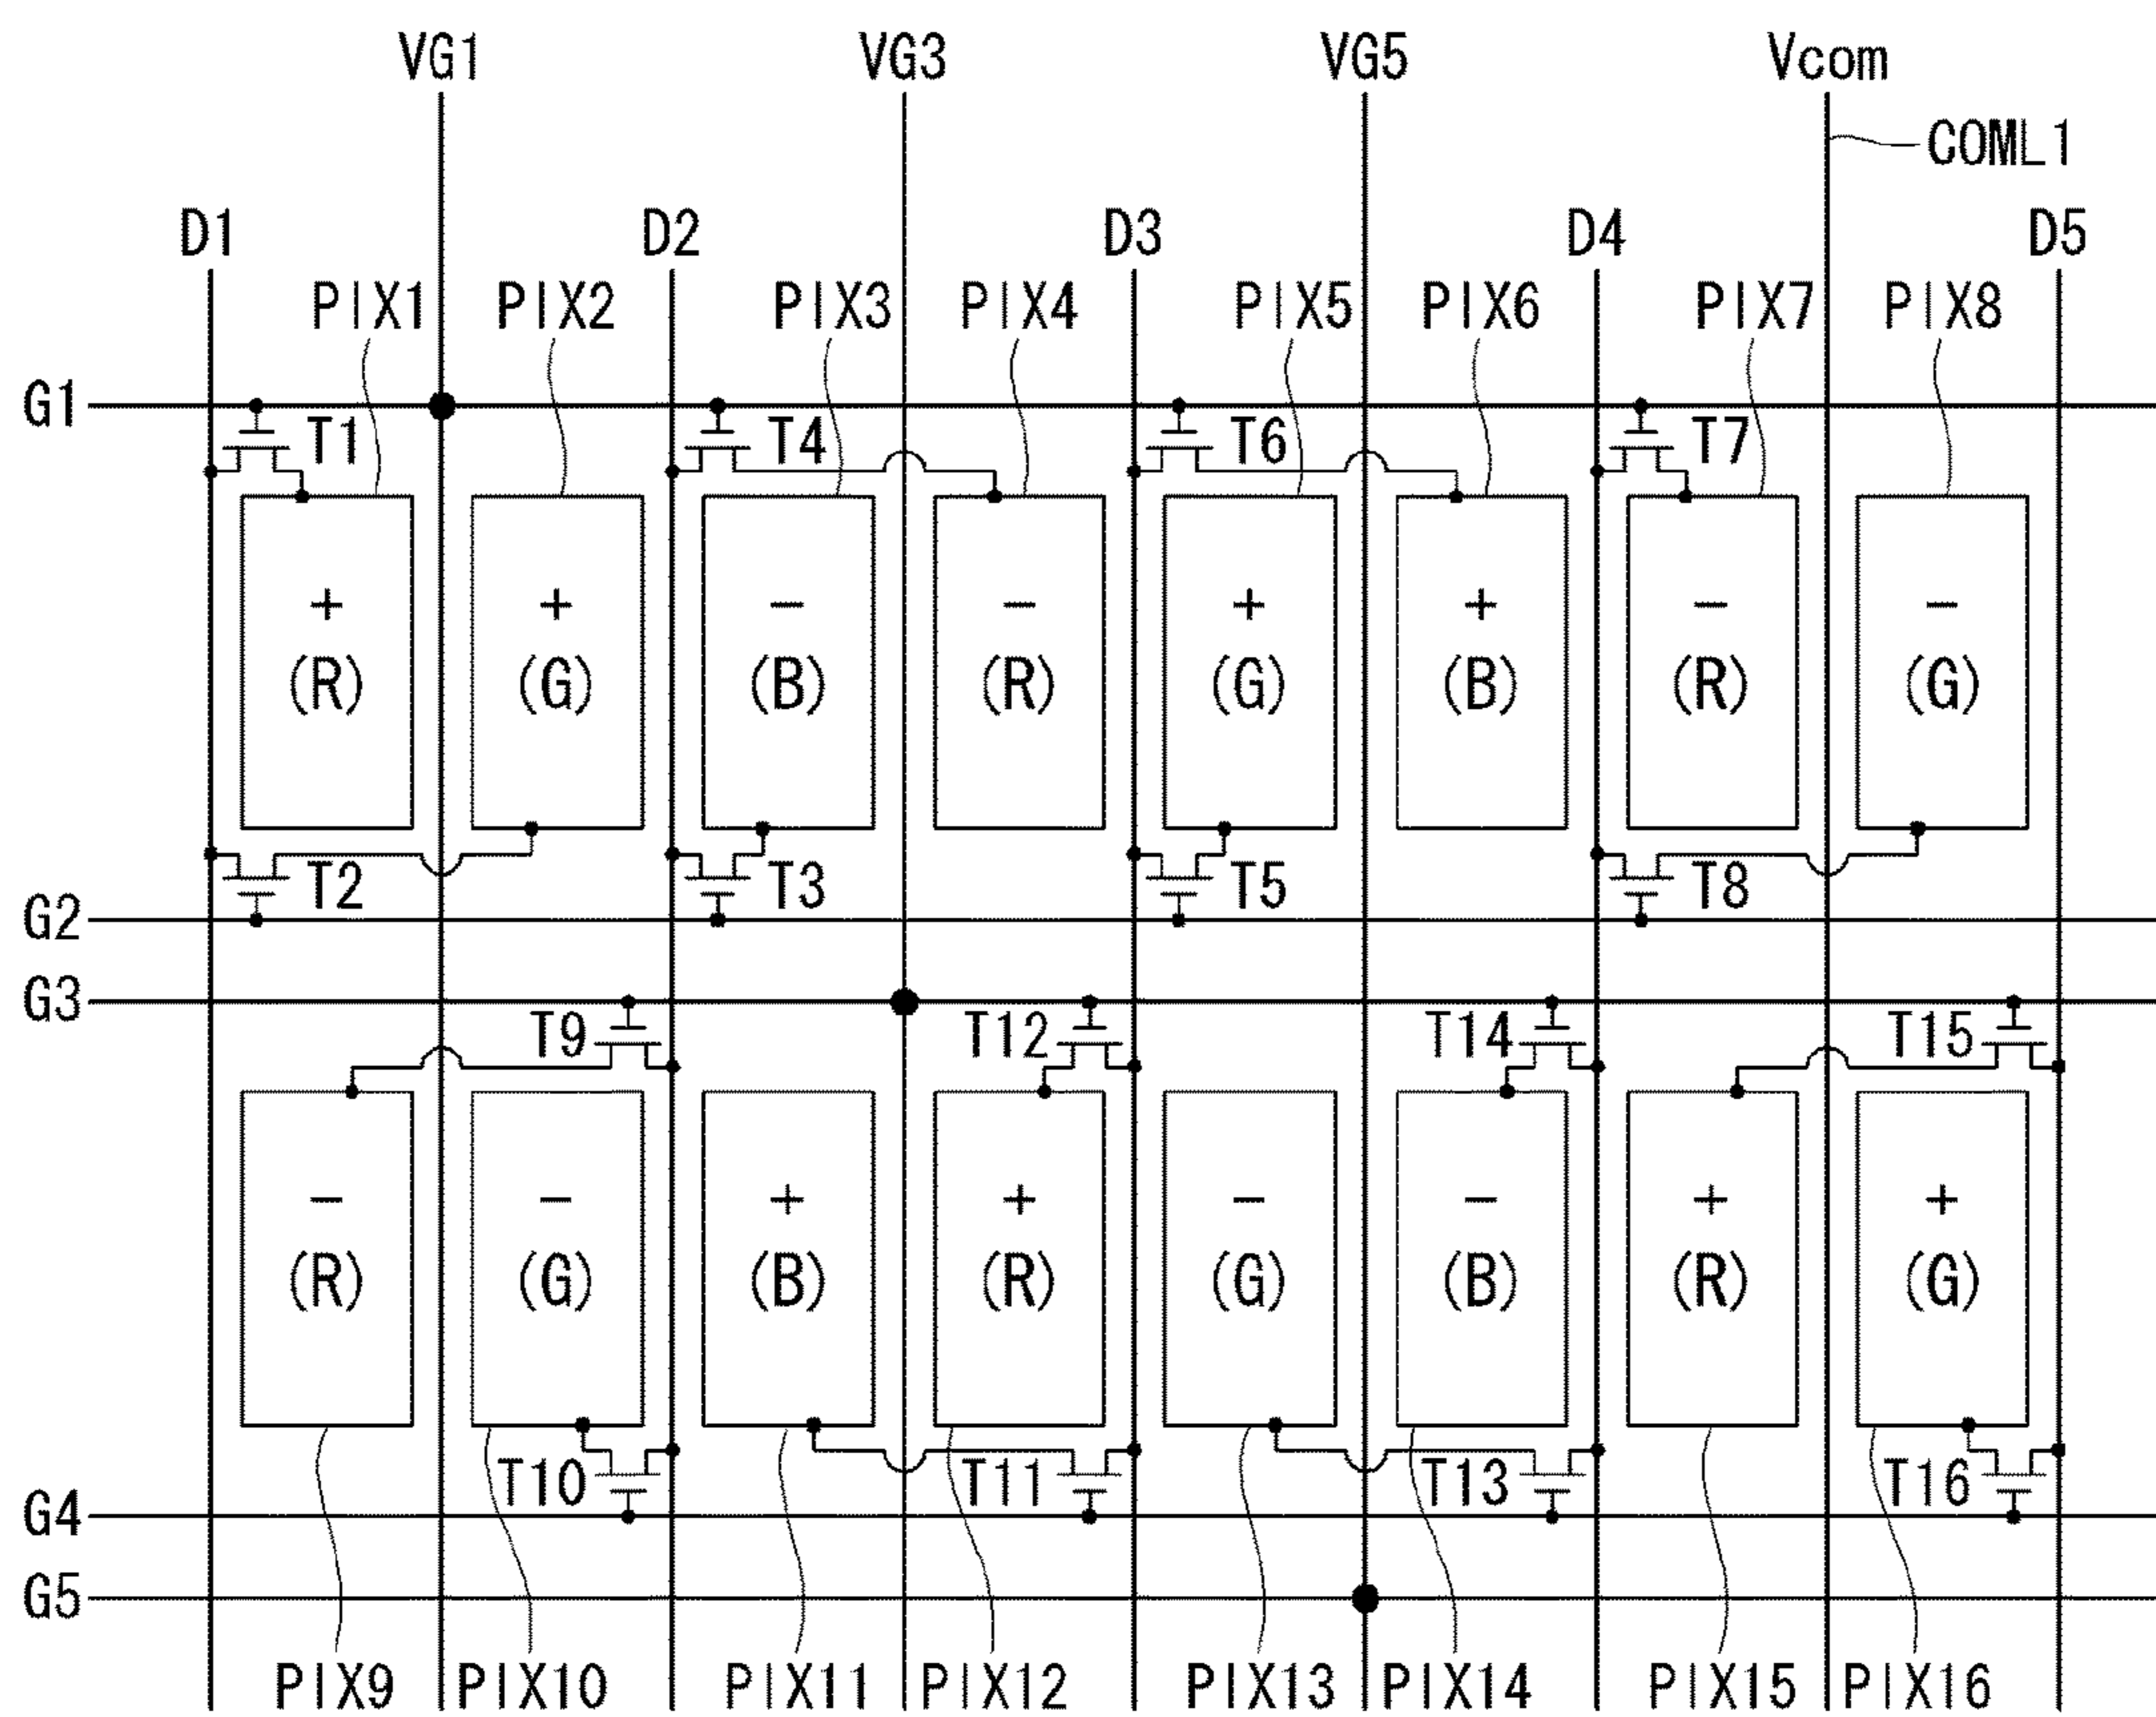 VG1 VG3 VG5 Vcom
COML1
D1 D2 D3 D4 D5
PIX1 PIX2 PIX3 PIX4 PIX5 PIX6 PIX7 PIX8
G1
T1 T4 T6 T7
+ + − − + + − −
(R) (G) (B) (R) (G) (B) (R) (G)
T2 T3 T5 T8
G2
G3
T9 T12 T14 T15
− − + + − − + +
(R) (G) (B) (R) (G) (B) (R) (G)
T10 T11 T13 T16
G4
G5
PIX9 PIX10 PIX11 PIX12 PIX13 PIX14 PIX15 PIX16